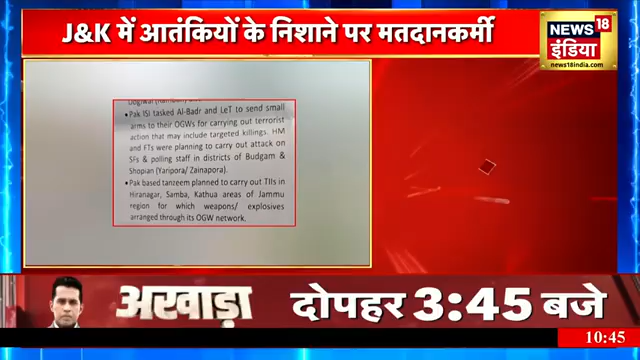 J&K में आतंकियों के निशाने पर मतदानकर्मी
NEWS 18
इंडिया
news18india.com
• Pak ISI tasked Al-Badr and LeT to send small
arms to their OGWs for carrying out terrorist
action that may include targeted killings. HM
and FTs were planning to carry out attack on
SFs & polling staff in districts of Budgam &
Shopian (Yaripora/ Zainapora).
• Pak based tanzeem planned to carry out TIIs in
Hiranagar, Samba, Kathua areas of Jammu
region for which weapons/ explosives
arranged through its OGW network.
अखाड़ा दोपहर 3:45 बजे
10:45